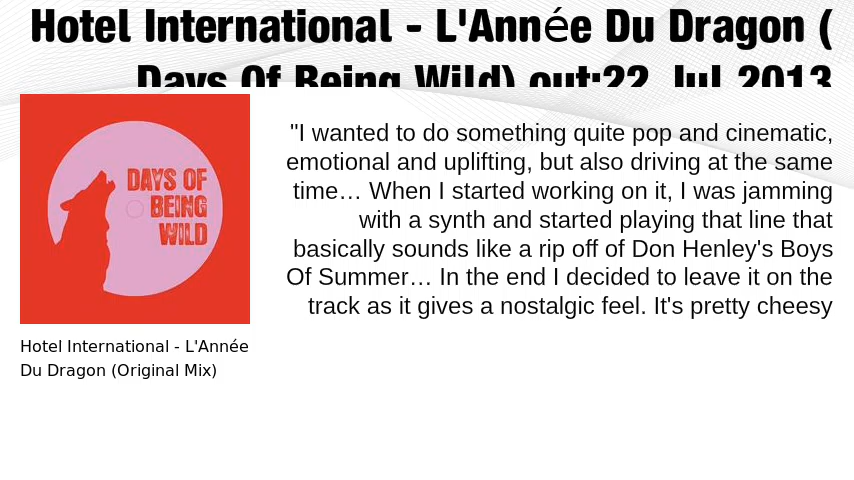 Hotel International - L'Année Du Dragon (
Days Of Being Wild) out:22 Jul 2013
DAYS OF
BEING
WILD
"I wanted to do something quite pop and cinematic,
emotional and uplifting, but also driving at the same
time… When I started working on it, I was jamming
with a synth and started playing that line that
basically sounds like a rip off of Don Henley's Boys
Of Summer… In the end I decided to leave it on the
track as it gives a nostalgic feel. It's pretty cheesy
Hotel International - L'Année
Du Dragon (Original Mix)